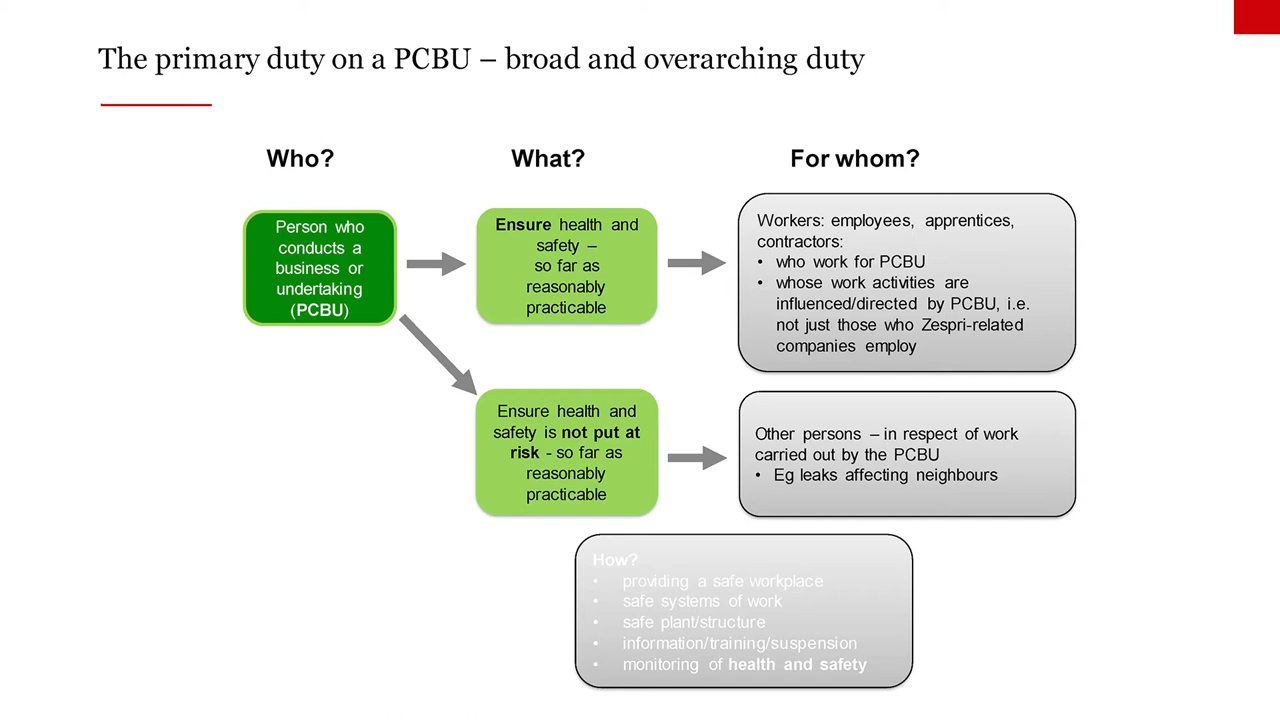 The primary duty on a PCBU – broad and overarching duty
Who?
What?
For whom?
Person who
conducts a
business or
undertaking
(PCBU)
Ensure health and
safety –
so far as
reasonably
practicable
Workers: employees, apprentices,
contractors:
• who work for PCBU
• whose work activities are
influenced/directed by PCBU, i.e.
not just those who Zespri-related
companies employ
Ensure health and
safety is not put at
risk - so far as
reasonably
practicable
Other persons – in respect of work
carried out by the PCBU
• Eg leaks affecting neighbours
How?
• providing a safe workplace
• safe systems of work
• safe plant/structure
• information/training/suspension
• monitoring of health and safety